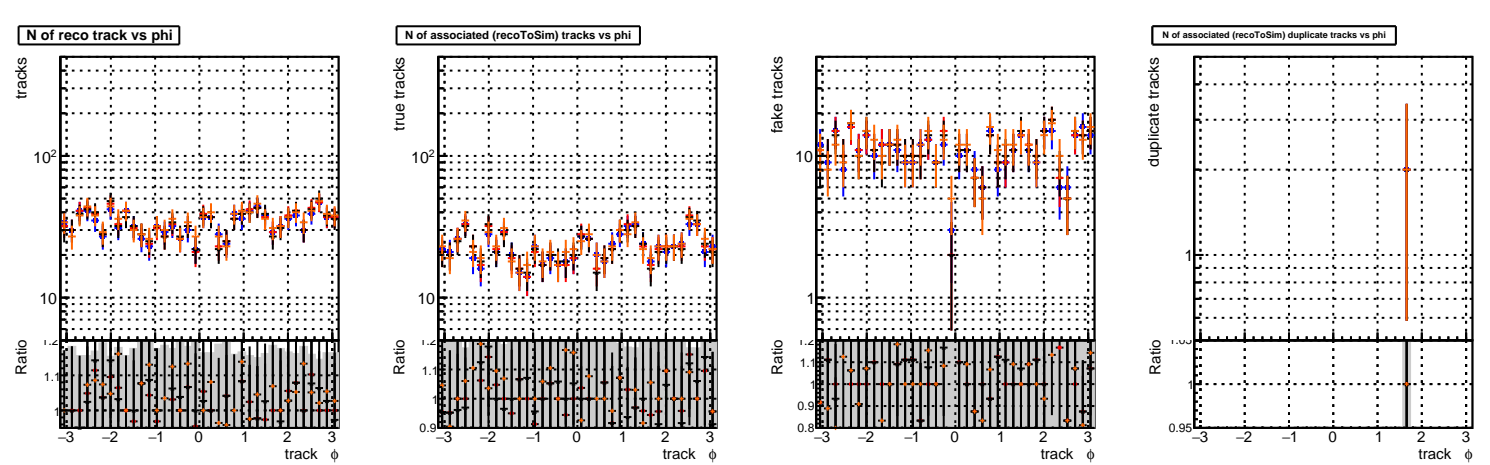 N of reco track vs phi
tracks
10²
10
Ratio
1.2
1.1
1
−3 −2 −1 0 1 2 3
track ϕ
N of associated (recoToSim) tracks vs phi
true tracks
10²
10
Ratio
1.2
1.1
1
0.9
−3 −2 −1 0 1 2 3
track ϕ
fake tracks
10
1
Ratio
1.2
1.1
1
0.9
0.8
−3 −2 −1 0 1 2 3
track ϕ
N of associated (recoToSim) duplicate tracks vs phi
duplicate tracks
1
Ratio
1.05
1
0.95
−3 −2 −1 0 1 2 3
track ϕ